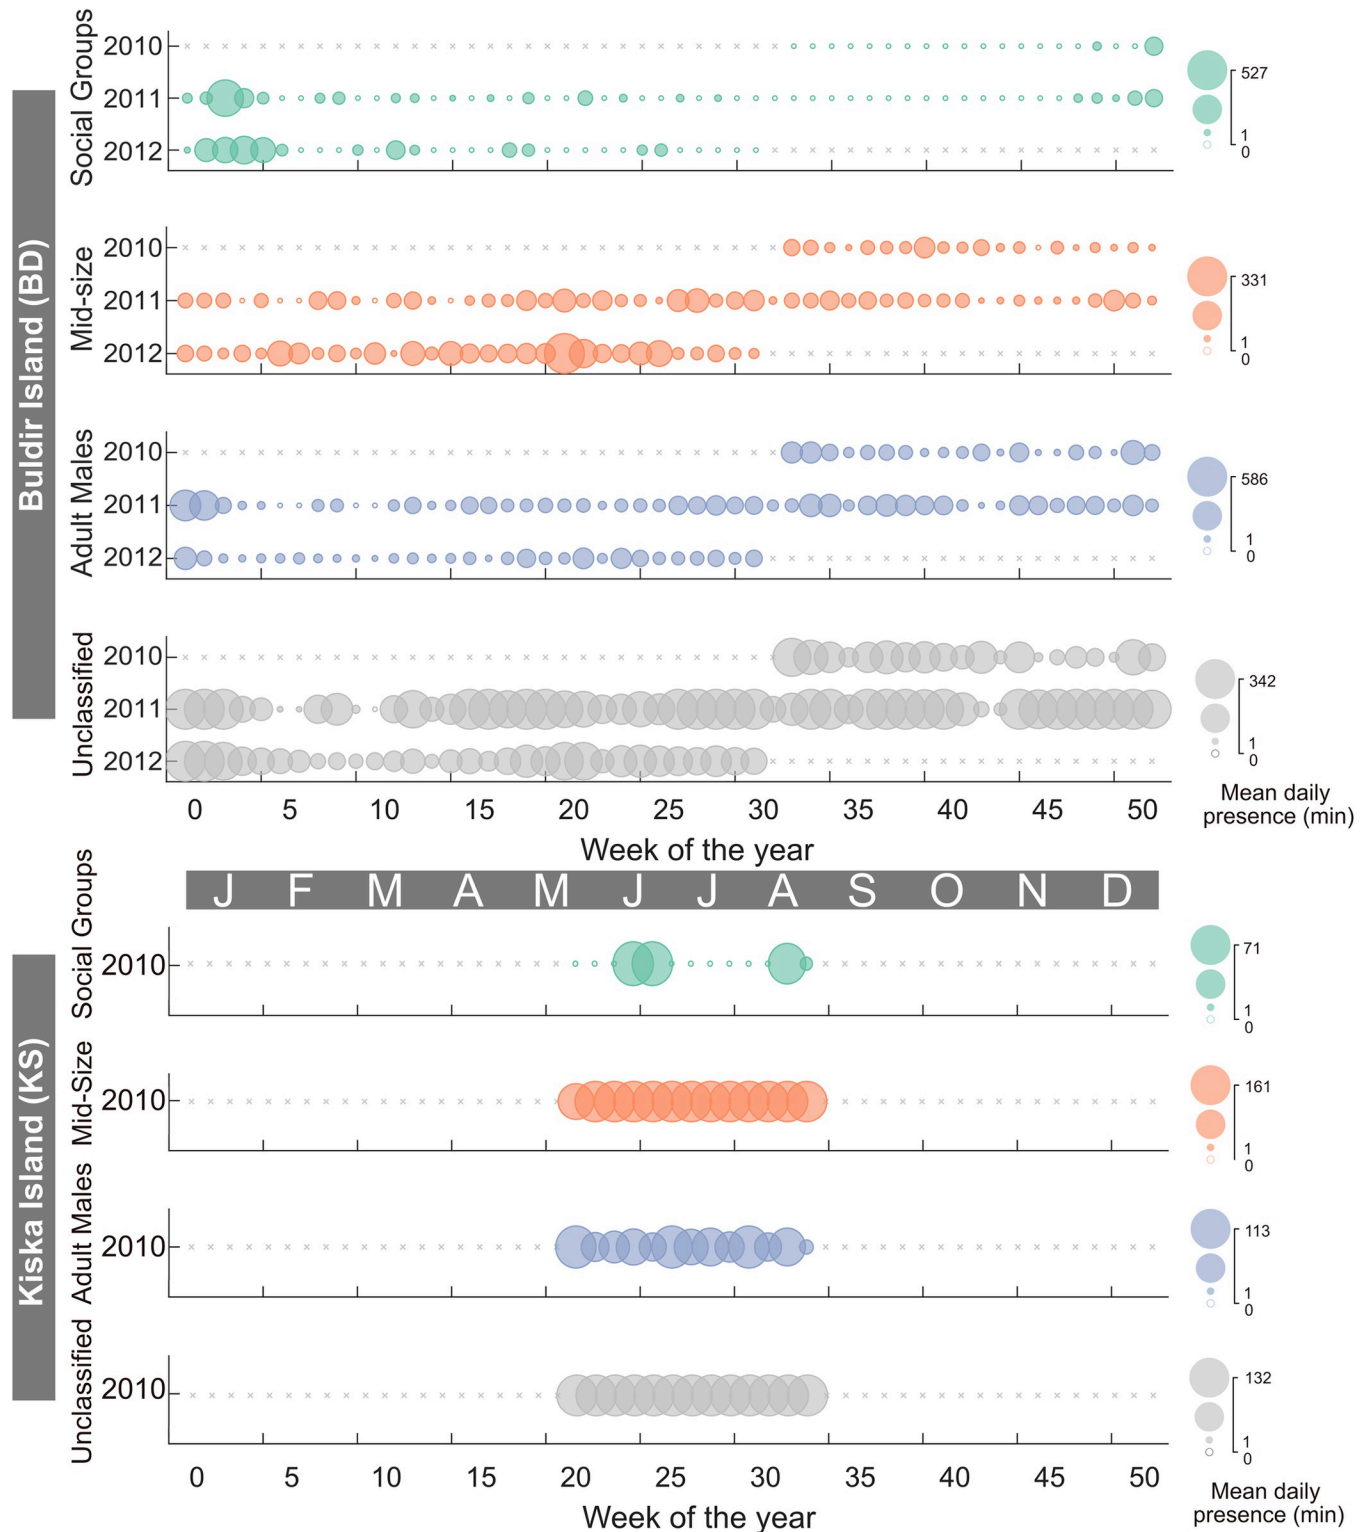 Buldir Island (BD)
Social Groups
2010
2011
2012
527
1
0
Mid-size
2010
2011
2012
331
1
0
Adult Males
2010
2011
2012
586
1
0
Unclassified
2010
2011
2012
342
1
0
0 5 10 15 20 25 30 35 40 45 50
Week of the year
Mean daily
presence (min)
J F M A M J J A S O N D
Kiska Island (KS)
Social Groups
2010
71
1
0
Mid-Size
2010
161
1
0
Adult Males
2010
113
1
0
Unclassified
2010
132
1
0
0 5 10 15 20 25 30 35 40 45 50
Week of the year
Mean daily
presence (min)